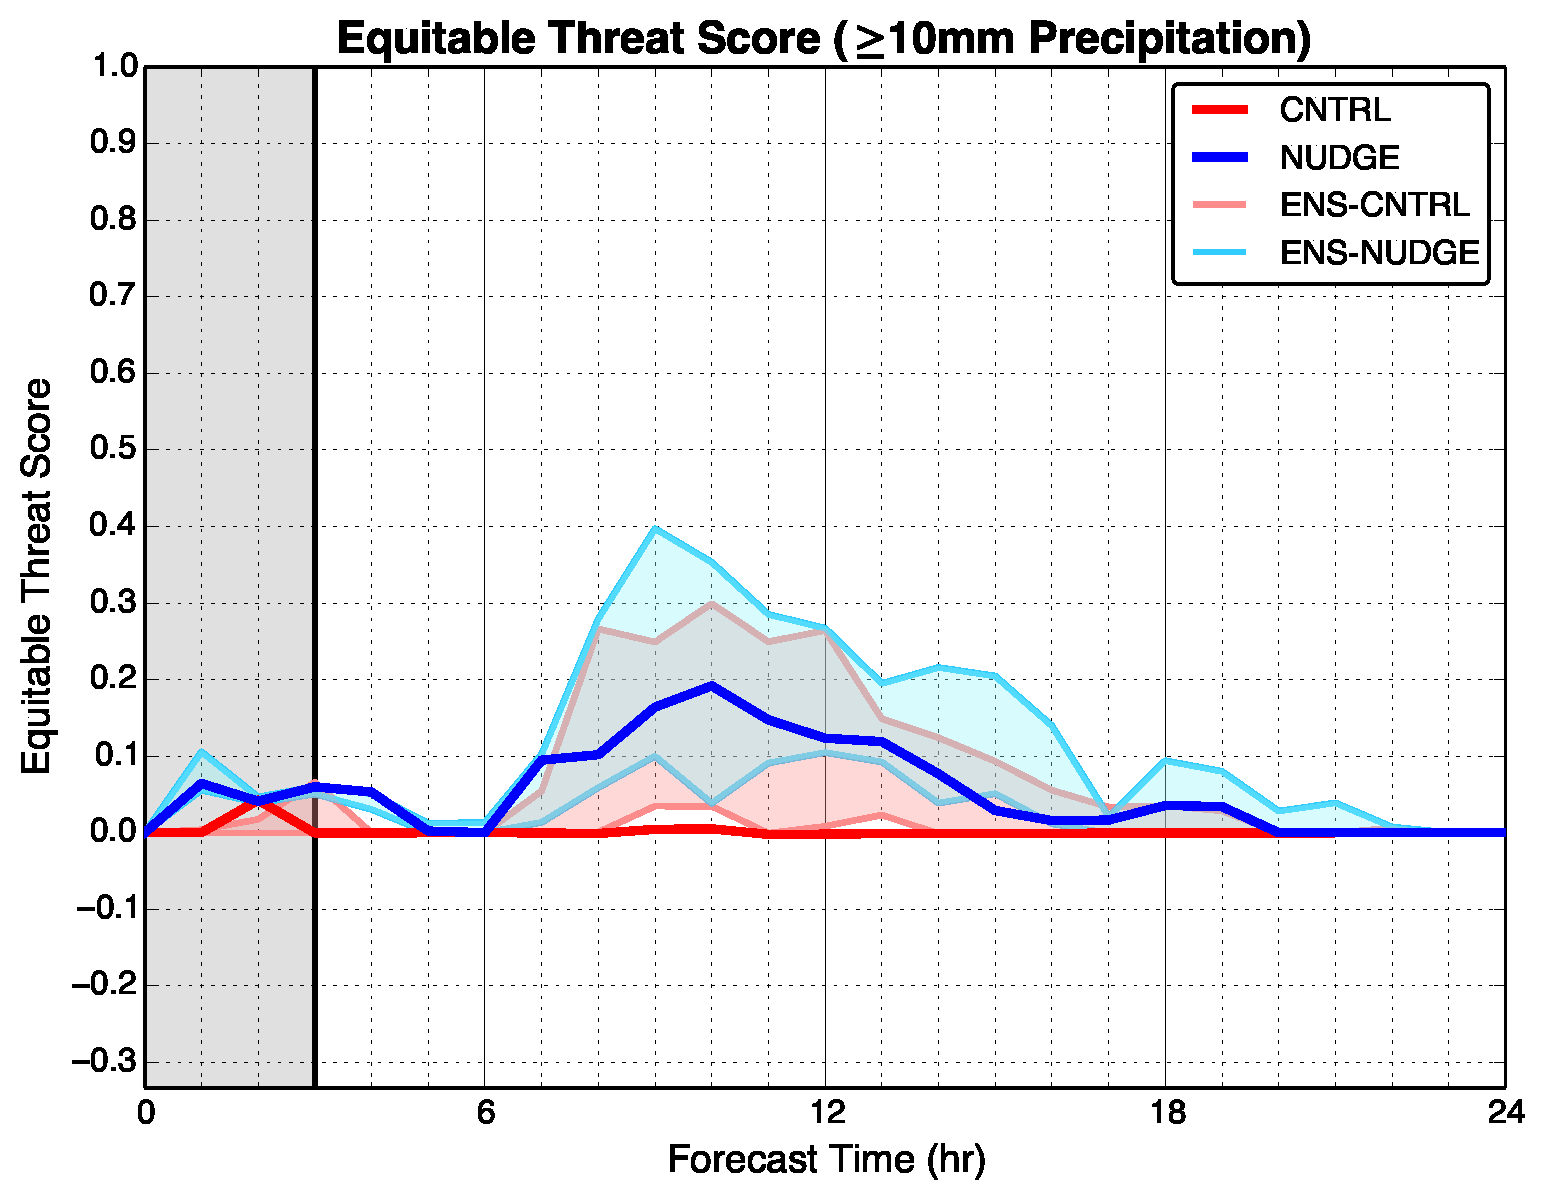 Equitable Threat Score (≥10mm Precipitation)
1.0
0.9
0.8
0.7
0.6
0.5
0.4
0.3
0.2
0.1
0.0
−0.1
−0.2
−0.3
Equitable Threat Score
CNTRL
NUDGE
ENS-CNTRL
ENS-NUDGE
0 6 12 18 24
Forecast Time (hr)